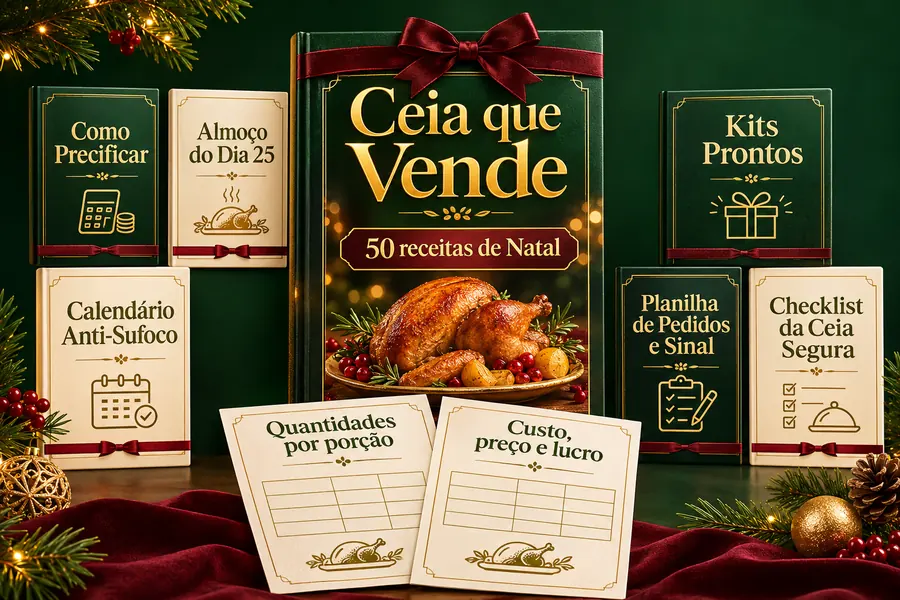 Como
Precificar
Almoço
do Dia 25
Ceia que
Vende
50 receitas de Natal
Kits
Prontos
Calendário
Anti-Sufoco
Planilha
de Pedidos
e Sinal
Checklist
da Ceia
Segura
Quantidades
por porção
Custo,
preço e lucro